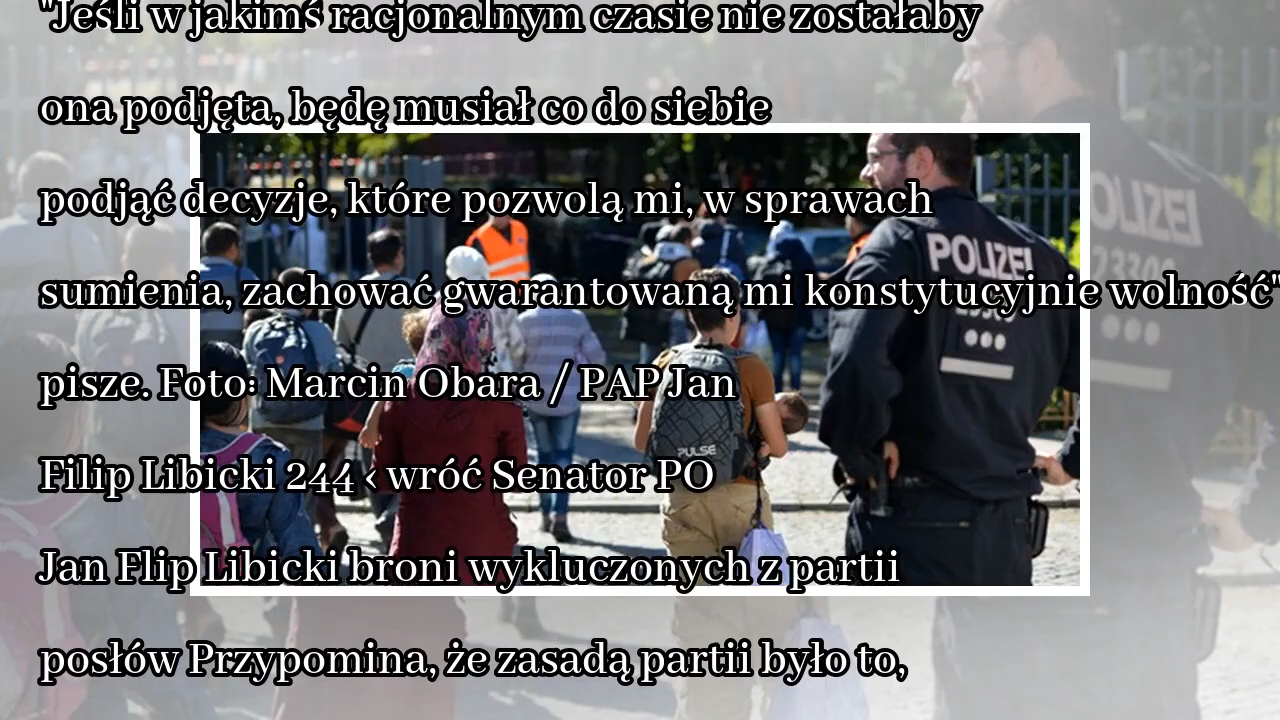 "Jeśli w jakimś racjonalnym czasie nie zostałaby
ona podjęta, będę musiał co do siebie
podjąć decyzje, które pozwolą mi, w sprawach
sumienia, zachować gwarantowaną mi konstytucyjnie wolność"
pisze. Foto: Marcin Obara / PAP Jan
Filip Libicki 244 ‹ wróć Senator PO
Jan Flip Libicki broni wykluczonych z partii
posłów Przypomina, że zasadą partii było to,
POLIZEI
OLIZEI
PULSE